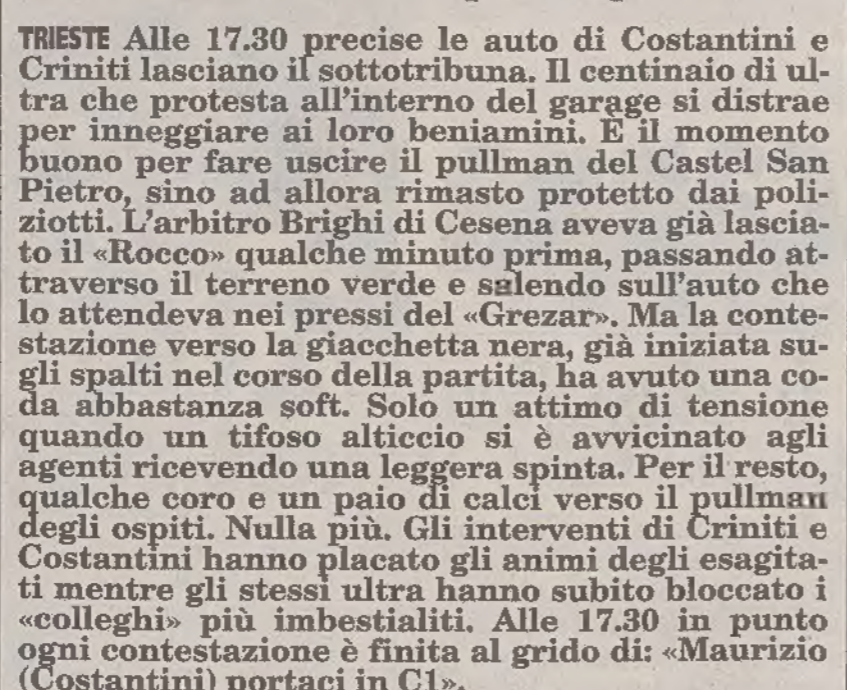 TRIESTE Alle 17.30 precise le auto di Costantini e
Criniti lasciano il sottotribuna. Il centinaio di ul-
tra che protesta all'interno del garage si distrae
per inneggiare ai loro beniamini. È il momento
buono per fare uscire il pullman del Castel San
Pietro, sino ad allora rimasto protetto dai poli-
ziotti. L'arbitro Brighi di Cesena aveva già lascia-
to il «Rocco» qualche minuto prima, passando at-
traverso il terreno verde e salendo sull'auto che
lo attendeva nei pressi del «Grezar». Ma la conte-
stazione verso la giacchetta nera, già iniziata su-
gli spalti nel corso della partita, ha avuto una co-
da abbastanza soft. Solo un attimo di tensione
quando un tifoso alticcio si è avvicinato agli
agenti ricevendo una leggera spinta. Per il resto,
qualche coro e un paio di calci verso il pullman
degli ospiti. Nulla più. Gli interventi di Criniti e
Costantini hanno placato gli animi degli esagita-
ti mentre gli stessi ultra hanno subito bloccato i
«colleghi» più imbestialiti. Alle 17.30 in punto
ogni contestazione è finita al grido di: «Maurizio
(Costantini) portaci in C1».